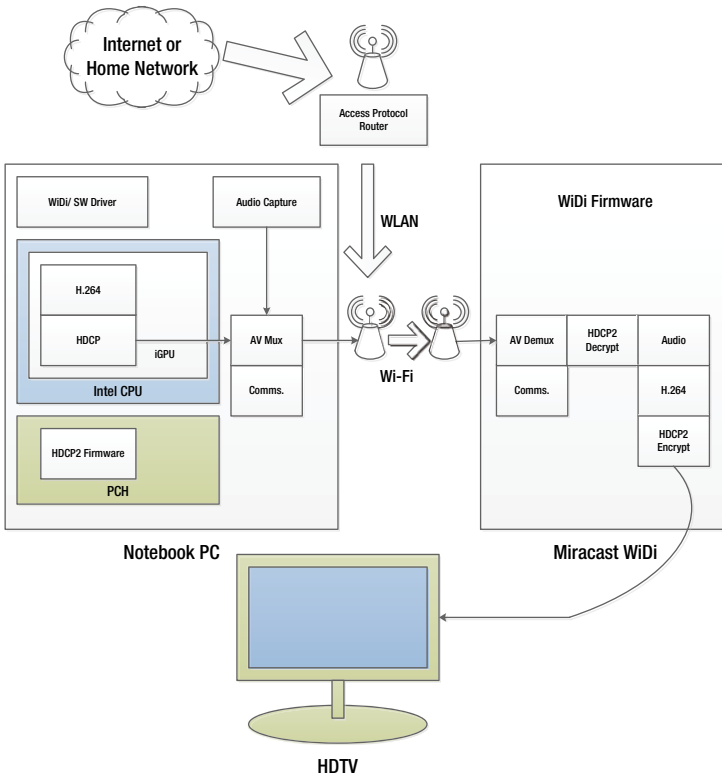 Internet or
Home Network
Access Protocol
Router
WLAN
WiDi/ SW Driver
Audio Capture
H.264
HDCP
iGPU
Intel CPU
AV Mux
Comms.
HDCP2 Firmware
PCH
Notebook PC
Wi-Fi
WiDi Firmware
AV Demux
HDCP2
Decrypt
Audio
Comms.
H.264
HDCP2
Encrypt
Miracast WiDi
HDTV